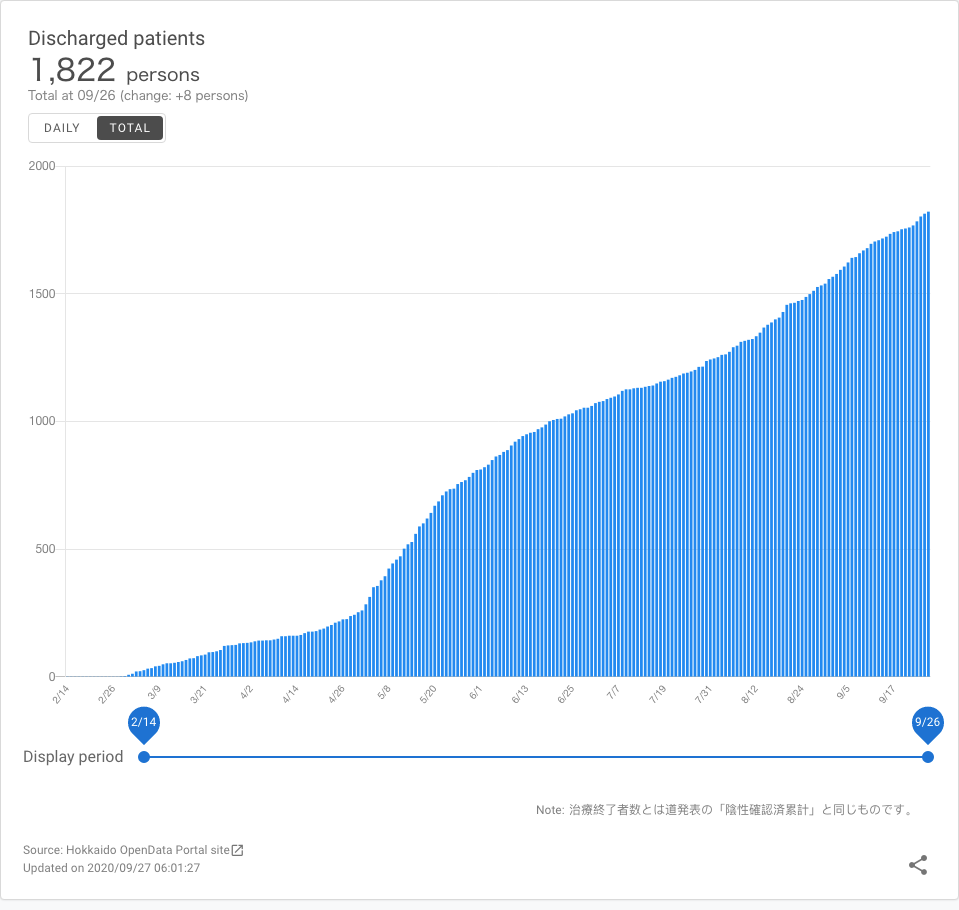 Discharged patients
1,822 persons
Total at 09/26 (change: +8 persons)
DAILY TOTAL
2000
1500
1000
500
0
2/14 2/26 3/9 3/21 4/2 4/14 4/26 5/8 5/20 6/1 6/13 6/25 7/7 7/19 7/31 8/12 8/24 9/5 9/17
2/14 9/26
Display period
Note: 治療終了者数とは道発表の「陰性確認済累計」と同じものです。
Source: Hokkaido OpenData Portal site
Updated on 2020/09/27 06:01:27